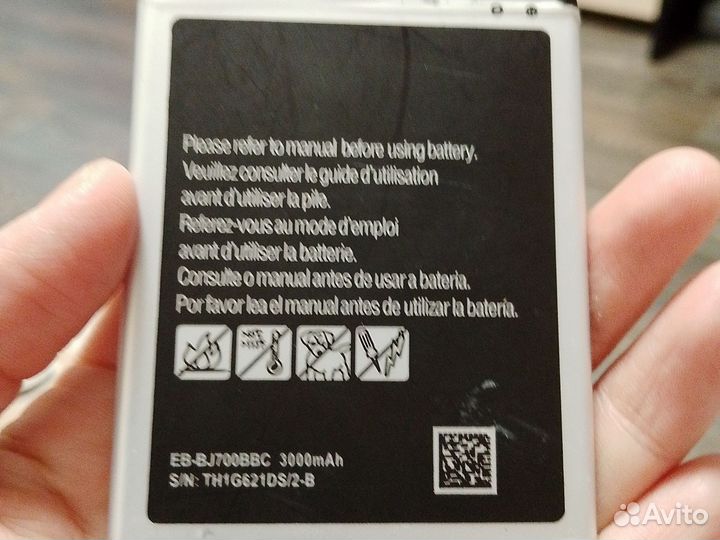 Please refer to manual before using battery.
Veuillez consulter le guide d'utilisation
avant d'utiliser la pile.
Referez-vous au mode d'emploi
avant d'utiliser la batterie.
Consulte o manual antes de usar a bateria.
Por favor lea el manual antes de utilizar la bateria.
EB-BJ700BBC 3000mAh
S/N: TH1G621DS/2-B
Avito